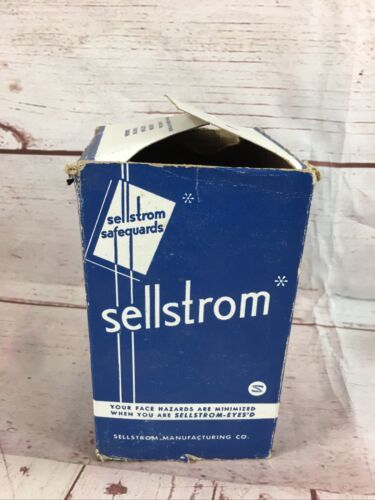 sellstrom
safeguards *
sellstrom *
S
YOUR FACE HAZARDS ARE MINIMIZED
WHEN YOU ARE SELLSTROM-EYES'D
SELLSTROM MANUFACTURING CO.